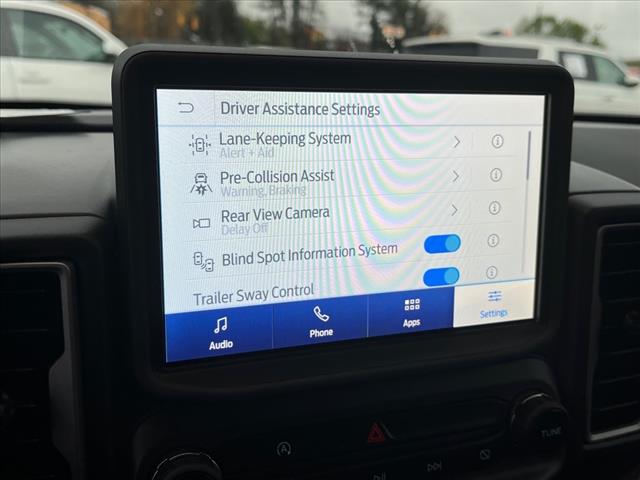 Driver Assistance Settings
Lane-Keeping System
Alert + Aid
Pre-Collision Assist
Warning, Braking
Rear View Camera
Delay Off
Blind Spot Information System
Trailer Sway Control
Audio
Phone
Apps
Settings
TUNE